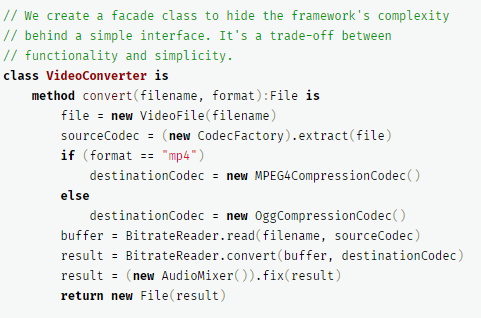 // We create a facade class to hide the framework's complexity
// behind a simple interface. It's a trade-off between
// functionality and simplicity.
class VideoConverter is
    method convert(filename, format):File is
        file = new VideoFile(filename)
        sourceCodec = (new CodecFactory).extract(file)
        if (format == "mp4")
            destinationCodec = new MPEG4CompressionCodec()
        else
            destinationCodec = new OggCompressionCodec()
        buffer = BitrateReader.read(filename, sourceCodec)
        result = BitrateReader.convert(buffer, destinationCodec)
        result = (new AudioMixer()).fix(result)
        return new File(result)